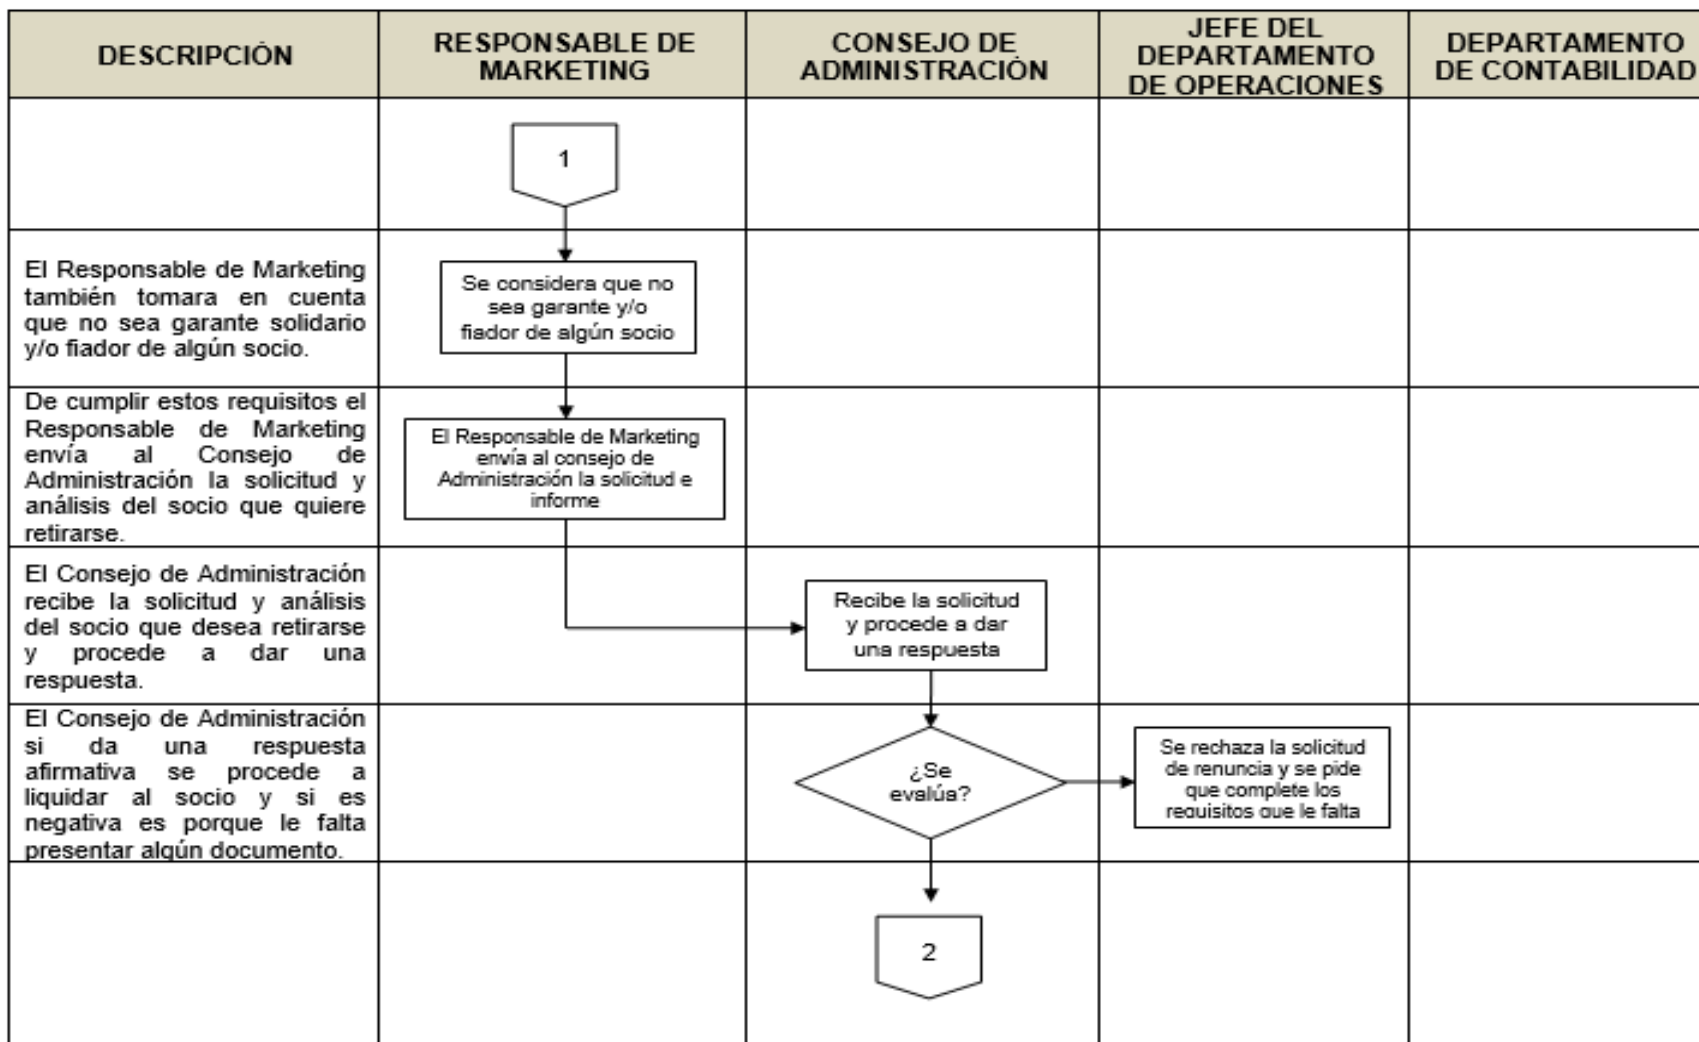 DESCRIPCIÓN
RESPONSABLE DE
MARKETING
CONSEJO DE
ADMINISTRACIÓN
JEFE DEL
DEPARTAMENTO
DE OPERACIONES
DEPARTAMENTO
DE CONTABILIDAD
1
El Responsable de Marketing
también tomara en cuenta
que no sea garante solidario
y/o fiador de algún socio.
Se considera que no
sea garante y/o
fiador de algún socio
De cumplir estos requisitos el
Responsable de Marketing
envía al Consejo de
Administración la solicitud y
análisis del socio que quiere
retirarse.
El Responsable de Marketing
envía al consejo de
Administración la solicitud e
informe
El Consejo de Administración
recibe la solicitud y análisis
del socio que desea retirarse
y procede a dar una
respuesta.
Recibe la solicitud
y procede a dar
una respuesta
El Consejo de Administración
si da una respuesta
afirmativa se procede a
liquidar al socio y si es
negativa es porque le falta
presentar algún documento.
¿Se
evalúa?
Se rechaza la solicitud
de renuncia y se pide
que complete los
requisitos que le falta
2